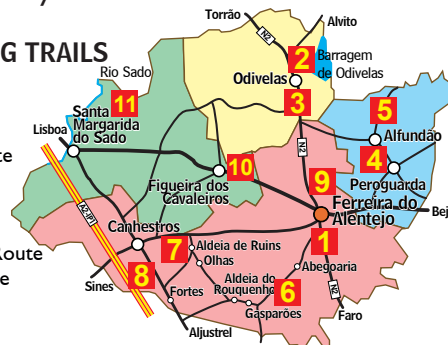 Torrão
Alvito
N2
G TRAILS
2
Barragem
de Odivelas
Rio Sado
Odivelas
11
3
5
Santa
Margarida
do Sado
Lisboa
N2
Alfundão
te
4
10
9
Peroguarda
Figueira dos
Cavaleiros
Ferreira do
Alentejo
Bej
A2-IP1
Canhestros
1
Route
7
Aldeia de Ruins
Olhas
Abegoaria
e
8
Aldeia do
Rouquenho
6
Sines
Fortes
Gasparões
N2
Faro
Aljustrel